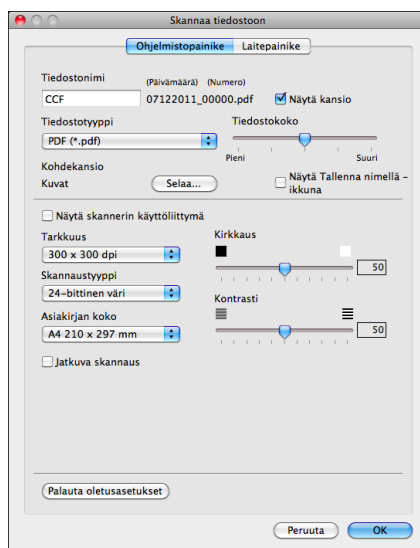 Skannaa tiedostoon
Ohjelmistopainike Laitepainike
Tiedostonimi (Päivämäärä) (Numero)
CCF 07122011_00000.pdf Näytä kansio
Tiedostotyyppi Tiedostokoko
PDF (*.pdf)
Pieni Suuri
Kohdekansio
Kuvat Selaa... Näytä Tallenna nimellä -
ikkuna
Näytä skannerin käyttöliittymä
Tarkkuus Kirkkaus
300 x 300 dpi
50
Skannaustyyppi
24-bittinen väri
Kontrasti
Asiakirjan koko
A4 210 x 297 mm 50
Jatkuva skannaus
Palauta oletusasetukset
Peruuta OK